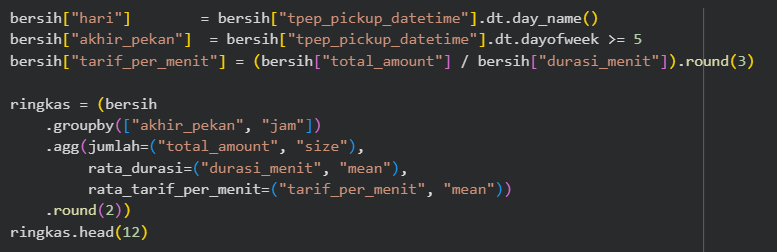 bersih["hari"]        = bersih["tpep_pickup_datetime"].dt.day_name()
bersih["akhir_pekan"]  = bersih["tpep_pickup_datetime"].dt.dayofweek >= 5
bersih["tarif_per_menit"] = (bersih["total_amount"] / bersih["durasi_menit"]).round(3)

ringkas = (bersih
    .groupby(["akhir_pekan", "jam"])
    .agg(jumlah=("total_amount", "size"),
         rata_durasi=("durasi_menit", "mean"),
         rata_tarif_per_menit=("tarif_per_menit", "mean"))
    .round(2))
ringkas.head(12)